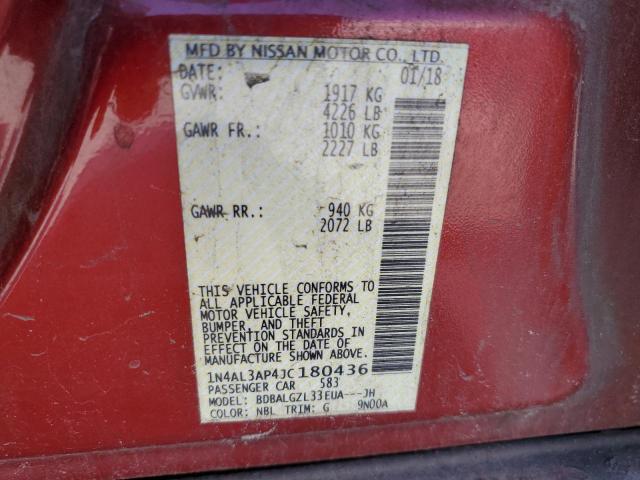 MFD BY NISSAN MOTOR CO., LTD.
DATE: 01/18
GVWR: 1917 KG
4226 LB
GAWR FR.: 1010 KG
2227 LB
GAWR RR.: 940 KG
2072 LB
THIS VEHICLE CONFORMS TO
ALL APPLICABLE FEDERAL
MOTOR VEHICLE SAFETY,
BUMPER, AND THEFT
PREVENTION STANDARDS IN
EFFECT ON THE DATE OF
MANUFACTURE SHOWN ABOVE.
1N4AL3AP4JC180436
PASSENGER CAR 583
MODEL: BDBALGZL33EUA---JH
COLOR: NBL TRIM: G 9N00A